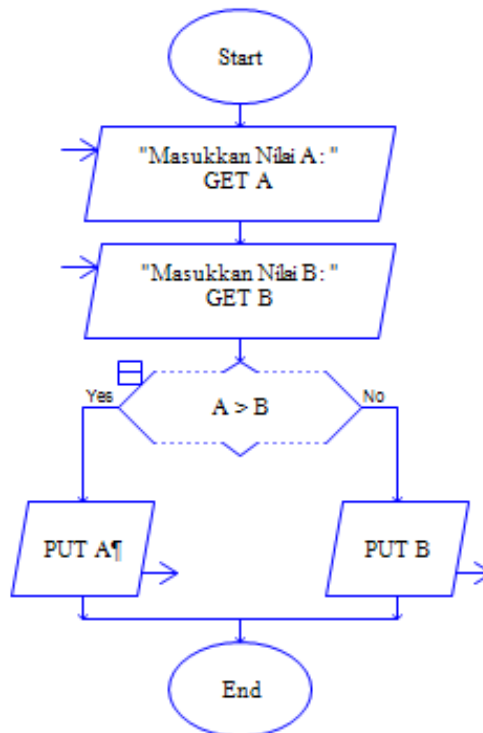 Start
"Masukkan Nilai A: "
GET A
"Masukkan Nilai B: "
GET B
Yes
A > B
No
PUT A¶
PUT B
End